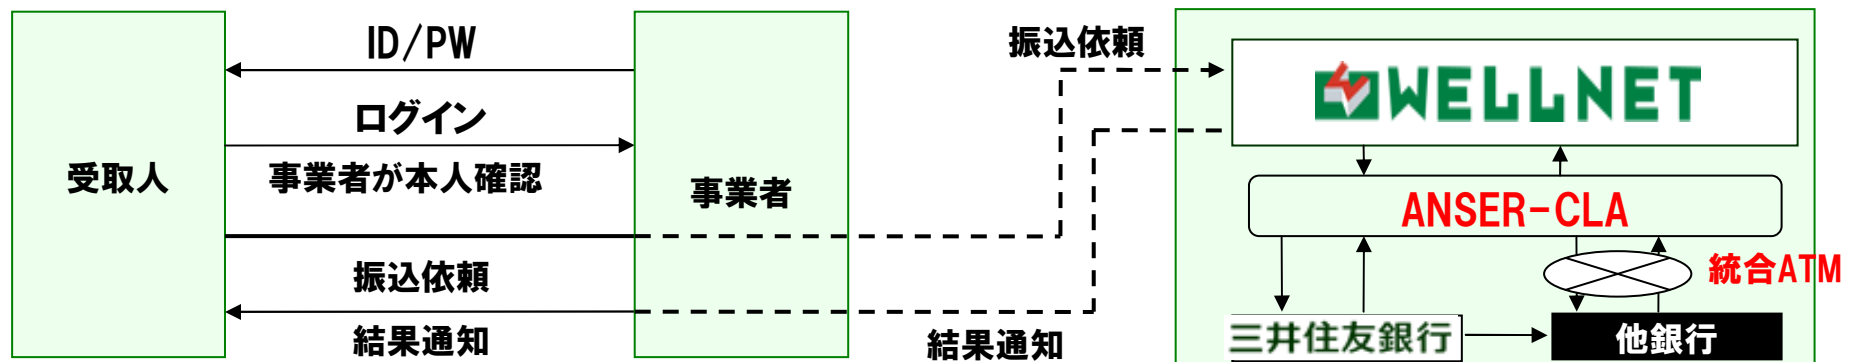 ID/PW
ログイン
事業者が本人確認
受取人
事業者
振込依頼
結果通知
振込依頼
結果通知
WELLNET
ANSER-CLA
統合ATM
三井住友銀行
他銀行